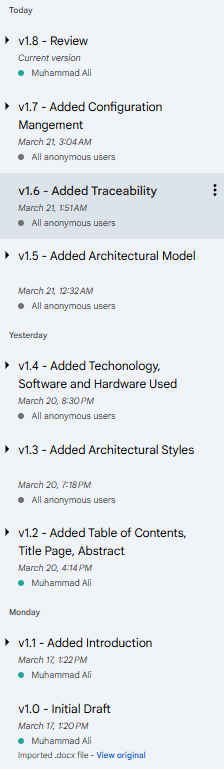 Today
v1.8 - Review
Current version
Muhammad Ali
v1.7 - Added Configuration
Mangement
March 21, 3:04 AM
All anonymous users
v1.6 - Added Traceability
March 21, 1:51 AM
All anonymous users
v1.5 - Added Architectural Model
March 21, 12:32 AM
All anonymous users
Yesterday
v1.4 - Added Techonology,
Software and Hardware Used
March 20, 8:30 PM
All anonymous users
v1.3 - Added Architectural Styles
March 20, 7:18 PM
All anonymous users
v1.2 - Added Table of Contents,
Title Page, Abstract
March 20, 4:14 PM
Muhammad Ali
Monday
v1.1 - Added Introduction
March 17, 1:22 PM
Muhammad Ali
v1.0 - Initial Draft
March 17, 1:20 PM
Muhammad Ali
Imported .docx file - View original